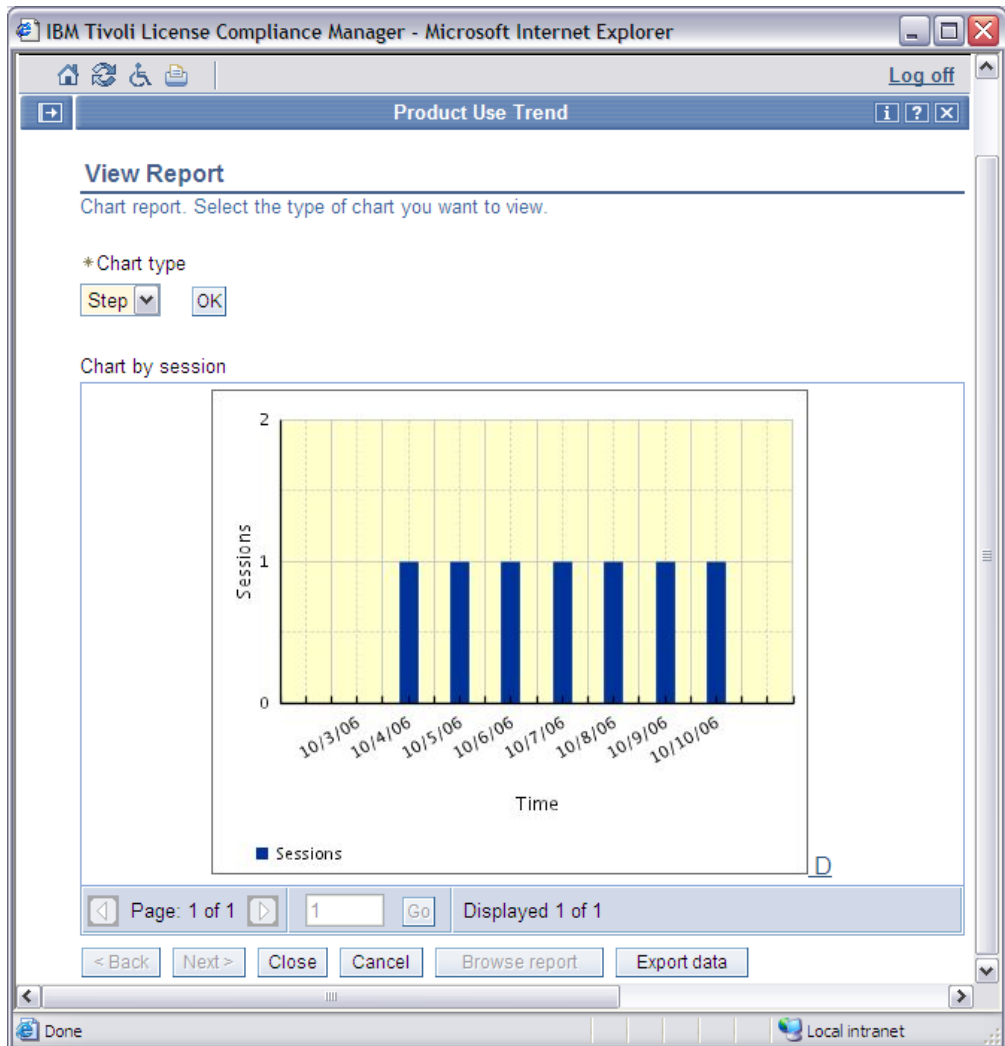 IBM Tivoli License Compliance Manager - Microsoft Internet Explorer
Log off
Product Use Trend
i ?
View Report
Chart report. Select the type of chart you want to view.
*Chart type
Step
OK
Chart by session
2
1
0
Sessions
10/3/06 10/4/06 10/5/06 10/6/06 10/7/06 10/8/06 10/9/06 10/10/06
Time
Sessions
D
Page: 1 of 1
1
Go
Displayed 1 of 1
< Back
Next >
Close
Cancel
Browse report
Export data
Done
Local intranet